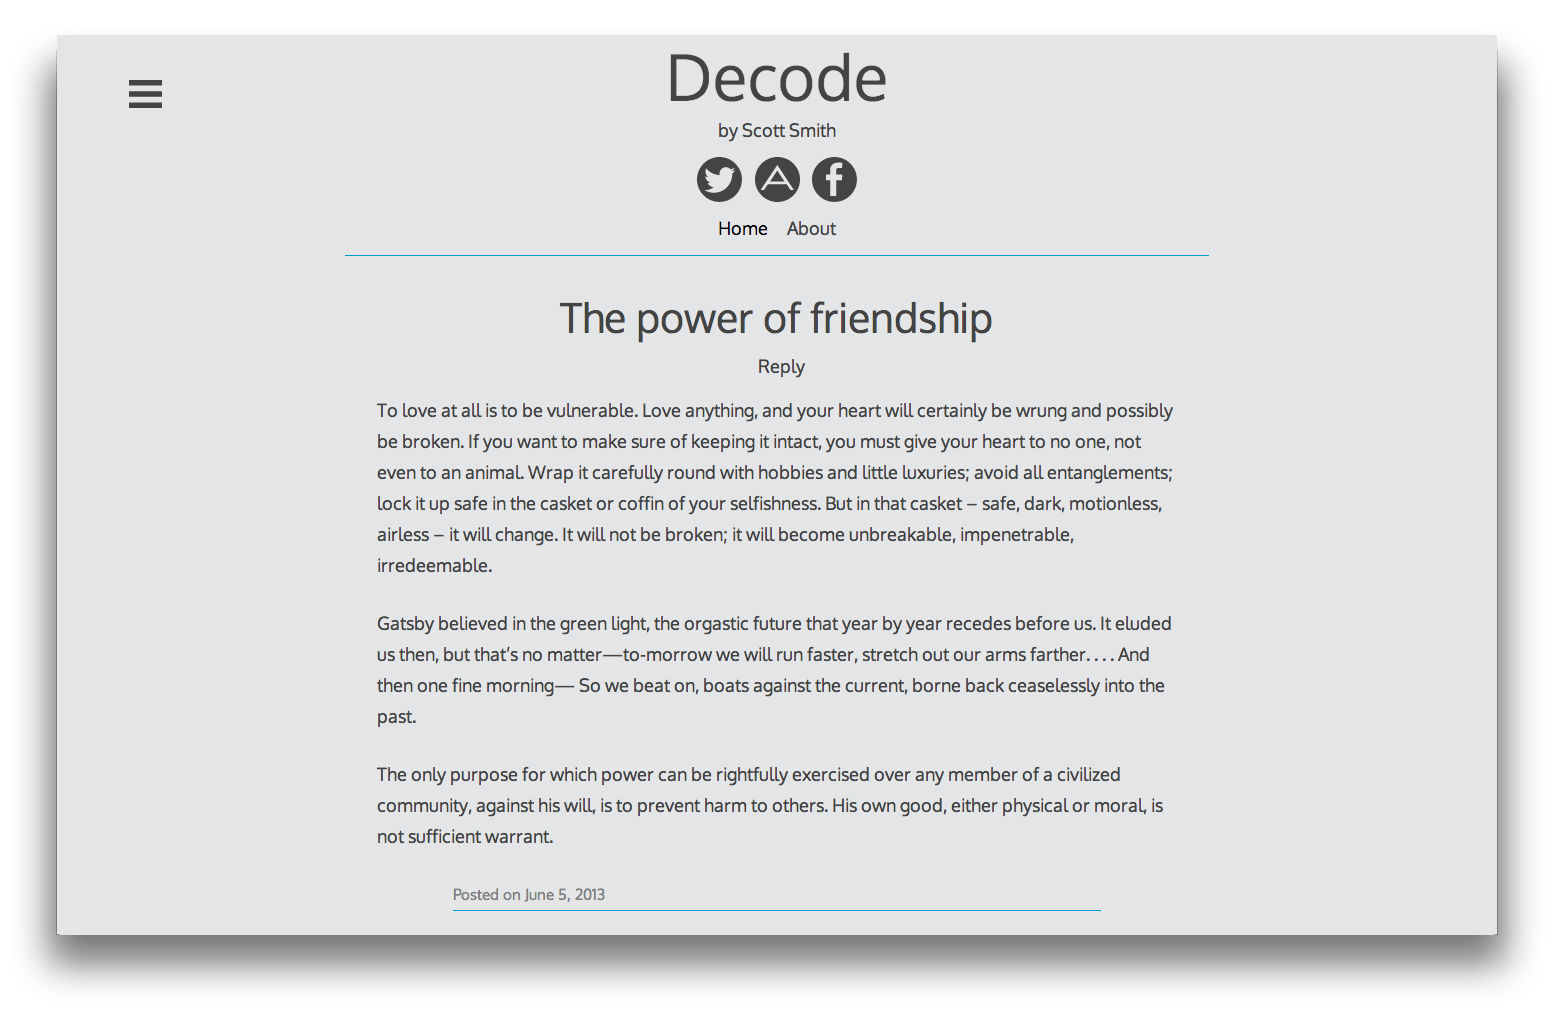 Decode
by Scott Smith
Home About
The power of friendship
Reply
To love at all is to be vulnerable. Love anything, and your heart will certainly be wrung and possibly
be broken. If you want to make sure of keeping it intact, you must give your heart to no one, not
even to an animal. Wrap it carefully round with hobbies and little luxuries; avoid all entanglements;
lock it up safe in the casket or coffin of your selfishness. But in that casket – safe, dark, motionless,
airless – it will change. It will not be broken; it will become unbreakable, impenetrable,
irredeemable.
Gatsby believed in the green light, the orgastic future that year by year recedes before us. It eluded
us then, but that’s no matter—to-morrow we will run faster, stretch out our arms farther. . . . And
then one fine morning— So we beat on, boats against the current, borne back ceaselessly into the
past.
The only purpose for which power can be rightfully exercised over any member of a civilized
community, against his will, is to prevent harm to others. His own good, either physical or moral, is
not sufficient warrant.
Posted on June 5, 2013